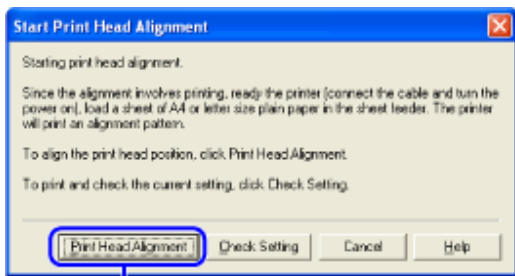 Start Print Head Alignment
Starting print head alignment.
Since the alignment involves printing, ready the printer (connect the cable and turn the
power on), load a sheet of A4 or letter size plain paper in the sheet feeder. The printer
will print an alignment pattern.
To align the print head position, click Print Head Alignment.
To print and check the current setting, click Check Setting.
Print Head Alignment Check Setting Cancel Help